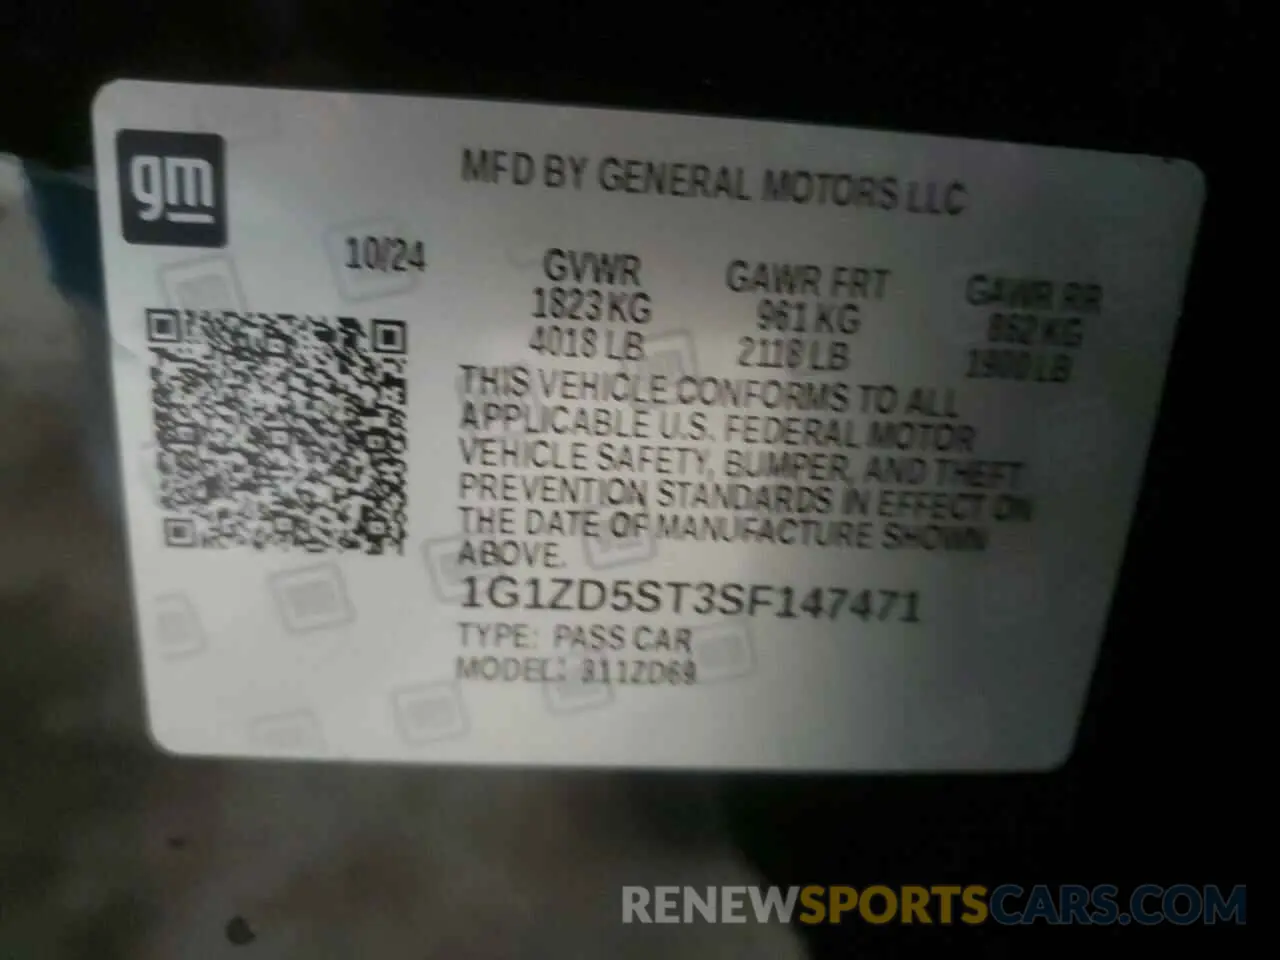 gm
MFD BY GENERAL MOTORS LLC
10/24
GVWR GAWR FRT GAWR RR
1823 KG 961 KG 862 KG
4018 LB 2118 LB 1900 LB
THIS VEHICLE CONFORMS TO ALL
APPLICABLE U.S. FEDERAL MOTOR
VEHICLE SAFETY, BUMPER, AND THEFT
PREVENTION STANDARDS IN EFFECT ON
THE DATE OF MANUFACTURE SHOWN
ABOVE.
1G1ZD5ST3SF147471
TYPE: PASS CAR
MODEL: 311ZD69
RENEWSPORTSCARS.COM